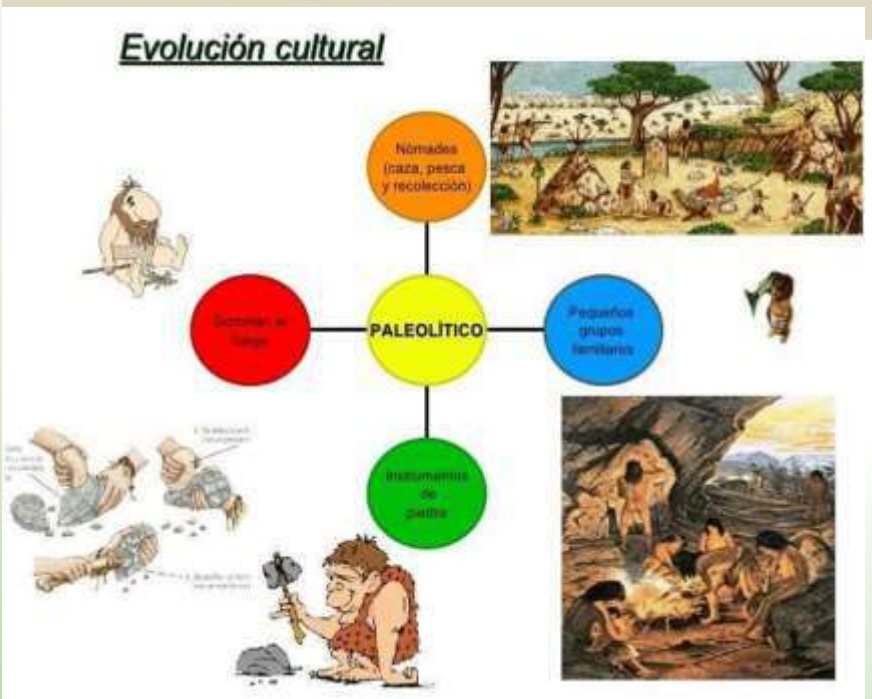 Evolución cultural
Nómades
(caza, pesca
y recolección)
Dominan el
fuego
PALEOLÍTICO
Pequeños
grupos
familiares
Instrumentos
de
piedra